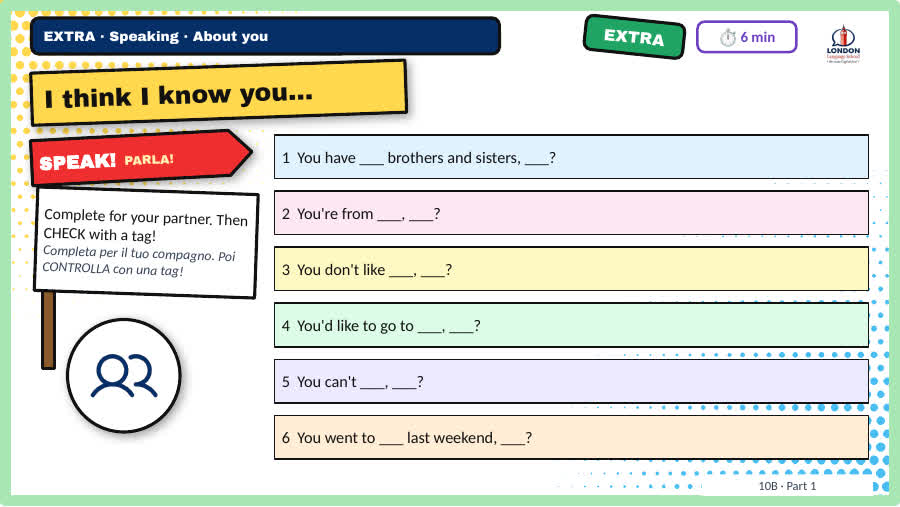 EXTRA · Speaking · About you
EXTRA
6 min
LONDON
Language School
I think I know you...
SPEAK! PARLA!
Complete for your partner. Then
CHECK with a tag!
Completa per il tuo compagno. Poi
CONTROLLA con una tag!
1 You have ___ brothers and sisters, ___?
2 You're from ___, ___?
3 You don't like ___, ___?
4 You'd like to go to ___, ___?
5 You can't ___, ___?
6 You went to ___ last weekend, ___?
10B · Part 1